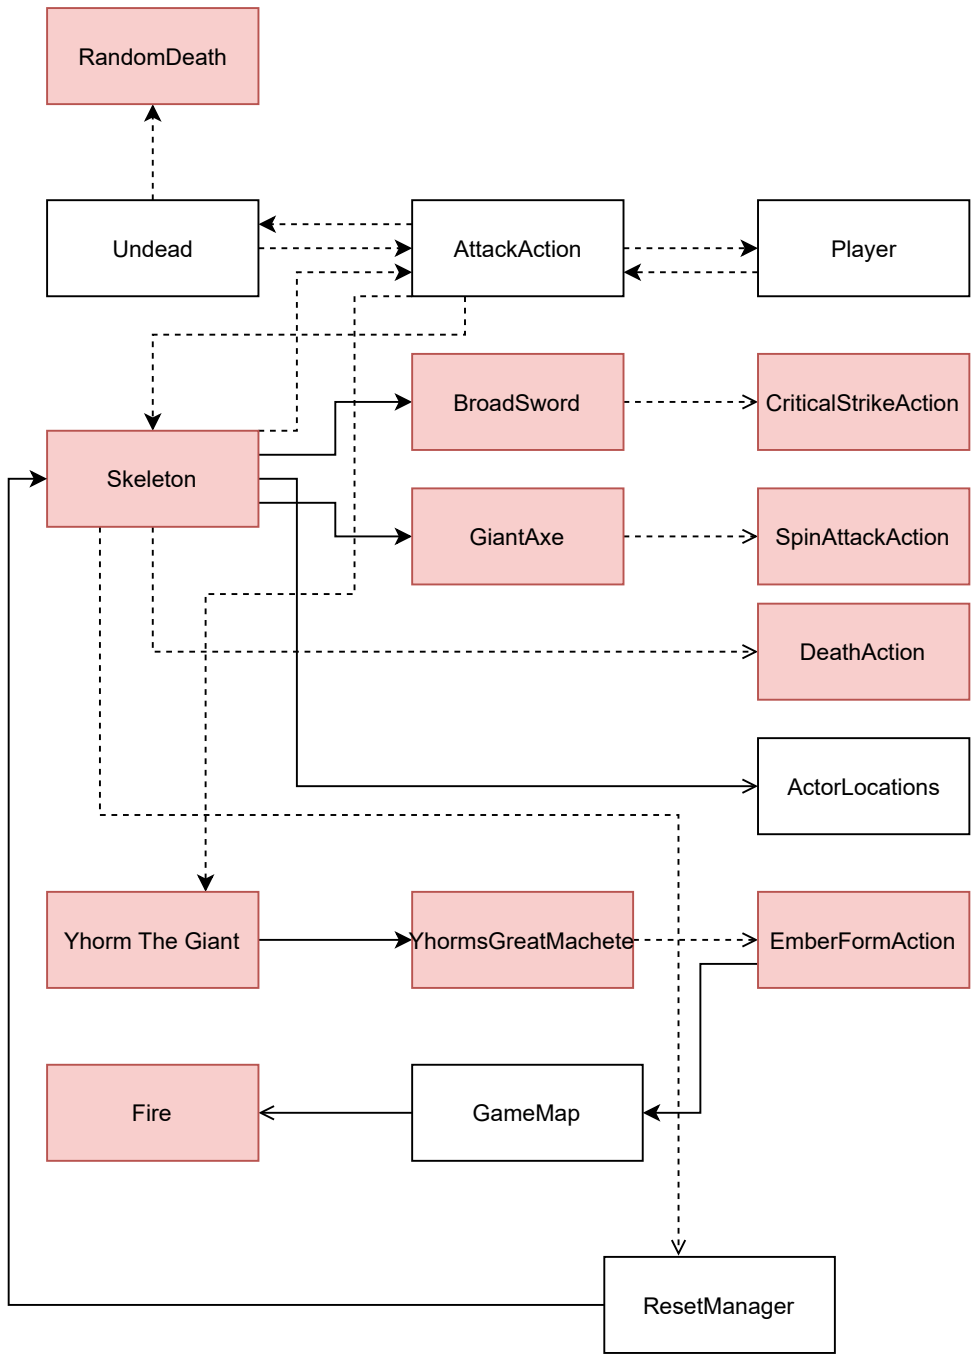 RandomDeath
Undead
AttackAction
Player
BroadSword
CriticalStrikeAction
Skeleton
GiantAxe
SpinAttackAction
DeathAction
ActorLocations
Yhorm The Giant
YhormsGreatMachete
EmberFormAction
Fire
GameMap
ResetManager